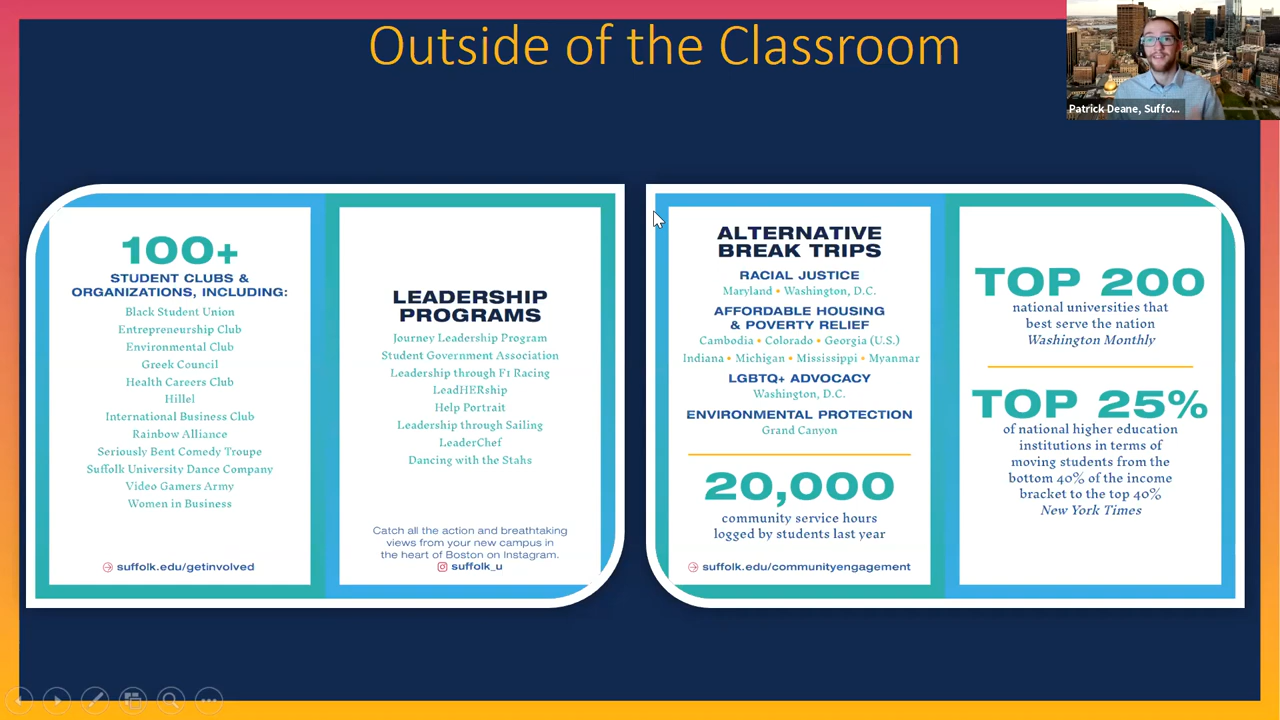 Outside of the Classroom
Patrick Deane, Suffo...
100+
STUDENT CLUBS &
ORGANIZATIONS, INCLUDING:
Black Student Union
Entrepreneurship Club
Environmental Club
Greek Council
Health Careers Club
Hillel
International Business Club
Rainbow Alliance
Seriously Bent Comedy Troupe
Suffolk University Dance Company
Video Gamers Army
Women in Business
suffolk.edu/getinvolved
LEADERSHIP
PROGRAMS
Journey Leadership Program
Student Government Association
Leadership through F1 Racing
LeadHERship
Help Portrait
Leadership through Sailing
LeaderChef
Dancing with the Stahs
Catch all the action and breathtaking
views from your new campus in
the heart of Boston on Instagram.
suffolk_u
ALTERNATIVE
BREAK TRIPS
RACIAL JUSTICE
Maryland • Washington, D.C.
AFFORDABLE HOUSING
& POVERTY RELIEF
Cambodia • Colorado • Georgia (U.S.)
Indiana • Michigan • Mississippi • Myanmar
LGBTQ+ ADVOCACY
Washington, D.C.
ENVIRONMENTAL PROTECTION
Grand Canyon
20,000
community service hours
logged by students last year
suffolk.edu/communityengagement
TOP 200
national universities that
best serve the nation
Washington Monthly
TOP 25%
of national higher education
institutions in terms of
moving students from the
bottom 40% of the income
bracket to the top 40%
New York Times